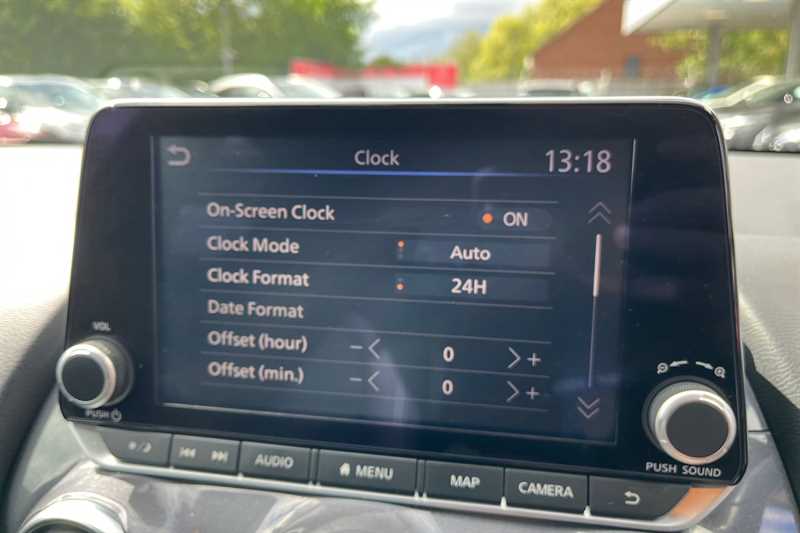 Clock 13:18
On-Screen Clock ON
Clock Mode Auto
Clock Format 24H
Date Format
Offset (hour) − < 0 > +
Offset (min.) − < 0 > +
VOL
PUSH
PUSH SOUND
AUDIO
MENU
MAP
CAMERA